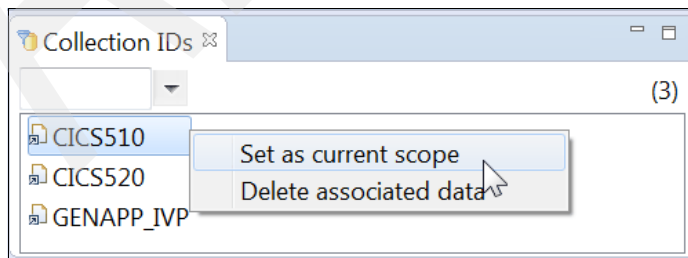 Collection IDs
(3)
CICS510
Set as current scope
CICS520
Delete associated data
GENAPP_IVP